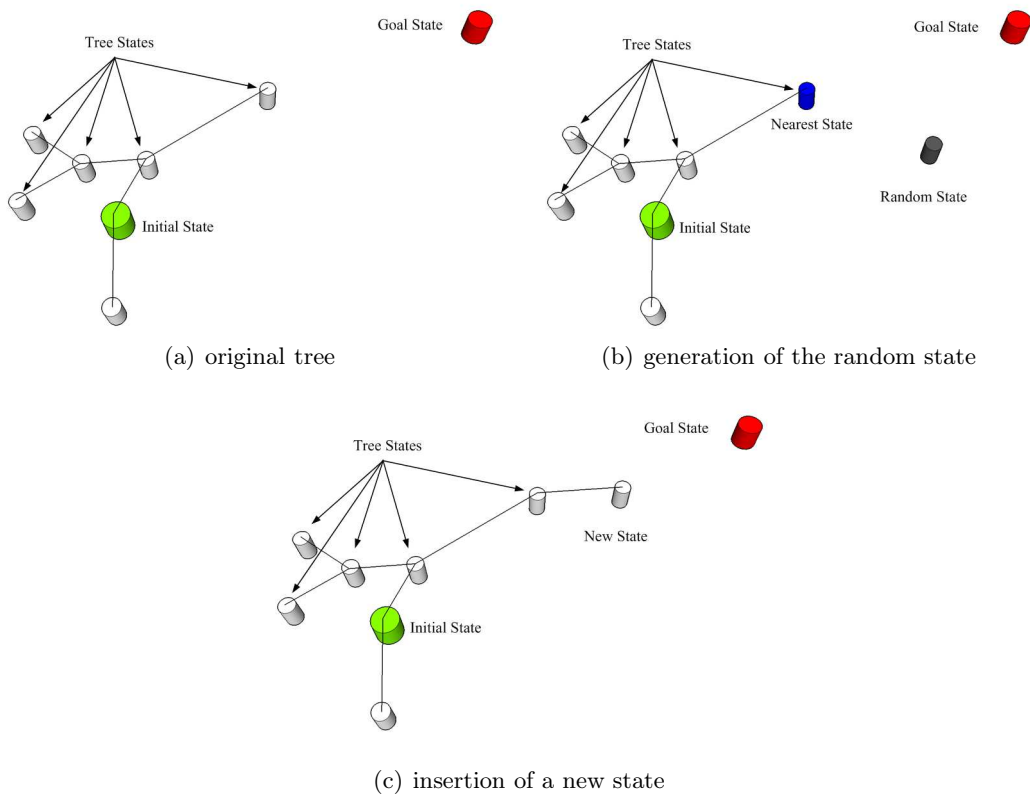 Goal State
Tree States
Initial State
(a) original tree
Goal State
Tree States
Nearest State
Random State
Initial State
(b) generation of the random state
Goal State
Tree States
New State
Initial State
(c) insertion of a new state